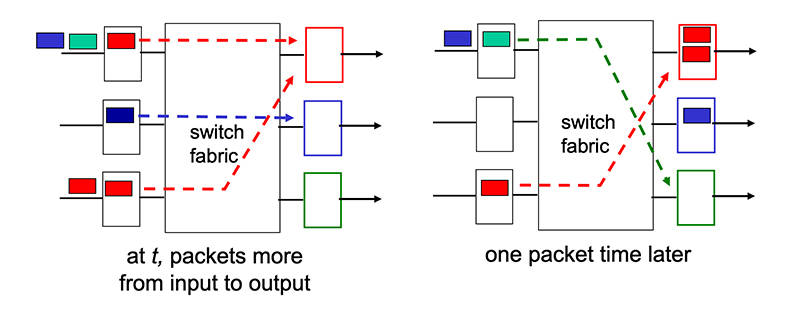 switch
fabric
at t, packets more
from input to output
switch
fabric
one packet time later